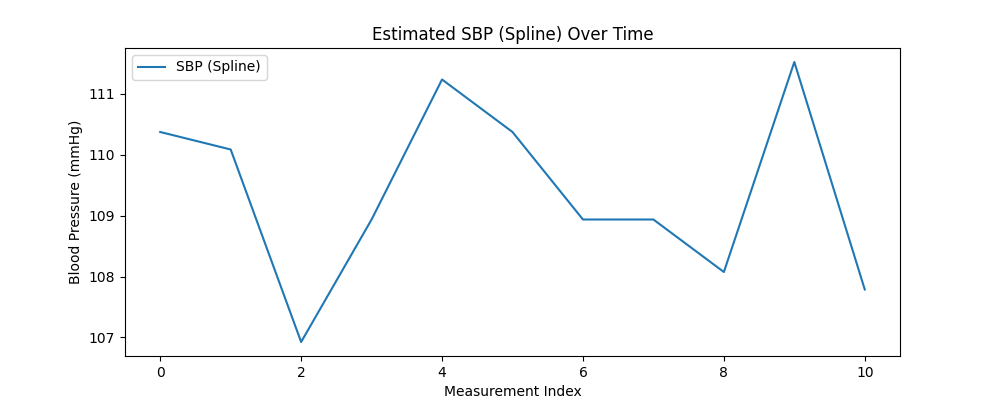 Estimated SBP (Spline) Over Time
SBP (Spline)
Blood Pressure (mmHg)
111
110
109
108
107
0 2 4 6 8 10
Measurement Index